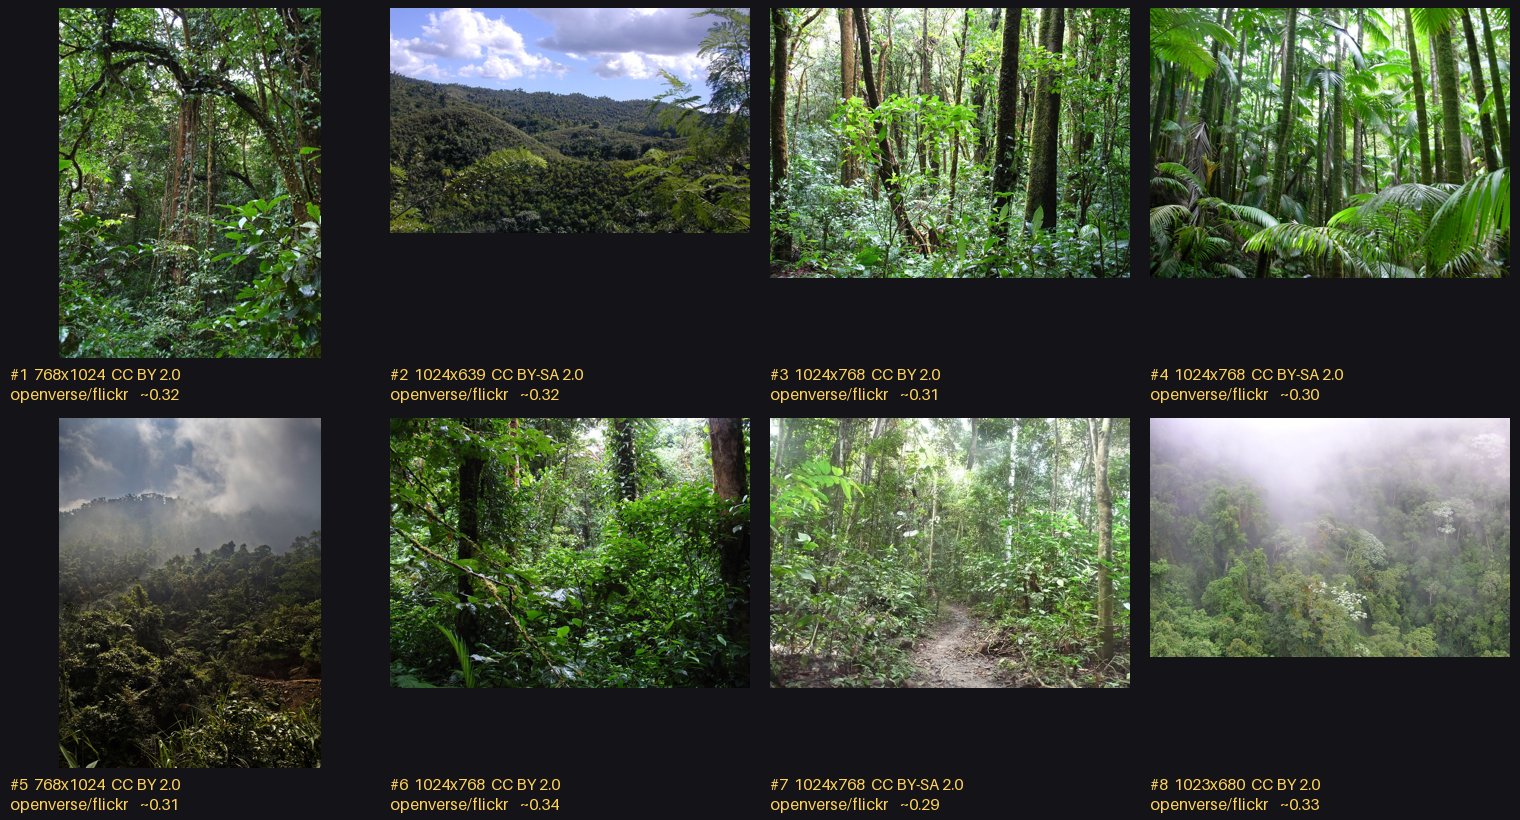 #1 768x1024 CC BY 2.0
openverse/flickr ~0.32
#2 1024x639 CC BY-SA 2.0
openverse/flickr ~0.32
#3 1024x768 CC BY 2.0
openverse/flickr ~0.31
#4 1024x768 CC BY-SA 2.0
openverse/flickr ~0.30
#5 768x1024 CC BY 2.0
openverse/flickr ~0.31
#6 1024x768 CC BY 2.0
openverse/flickr ~0.34
#7 1024x768 CC BY-SA 2.0
openverse/flickr ~0.29
#8 1023x680 CC BY 2.0
openverse/flickr ~0.33